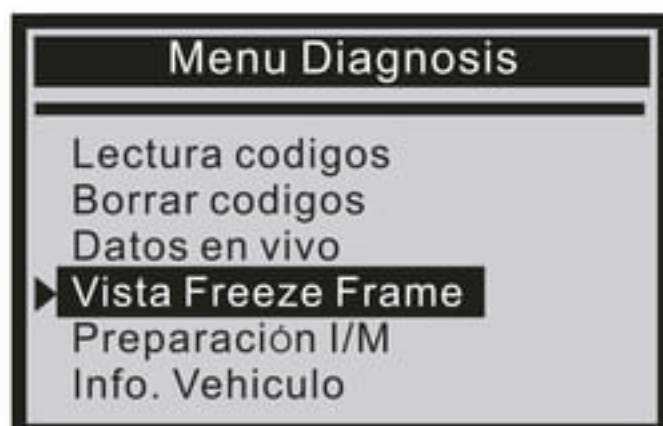 Menu Diagnosis
Lectura codigos
Borrar codigos
Datos en vivo
Vista Freeze Frame
Preparación I/M
Info. Vehiculo